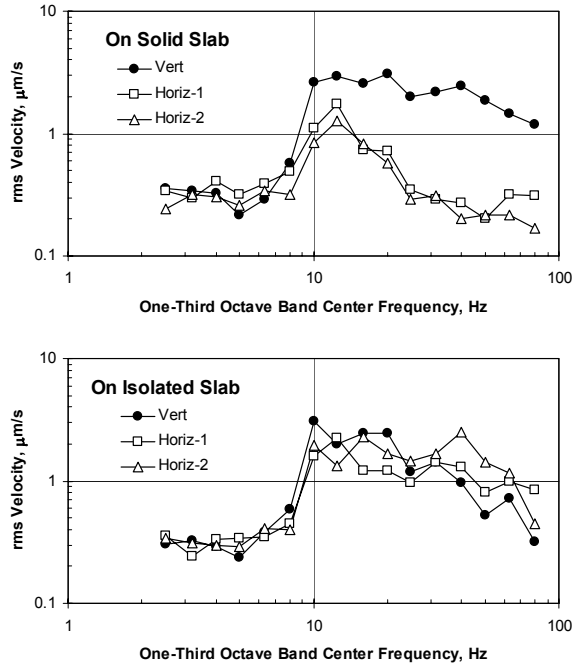 10
On Solid Slab
Vert
Horiz-1
Horiz-2
rms Velocity, μm/s
1
0.1
1 10 100
One-Third Octave Band Center Frequency, Hz
10
On Isolated Slab
Vert
Horiz-1
Horiz-2
rms Velocity, μm/s
1
0.1
1 10 100
One-Third Octave Band Center Frequency, Hz